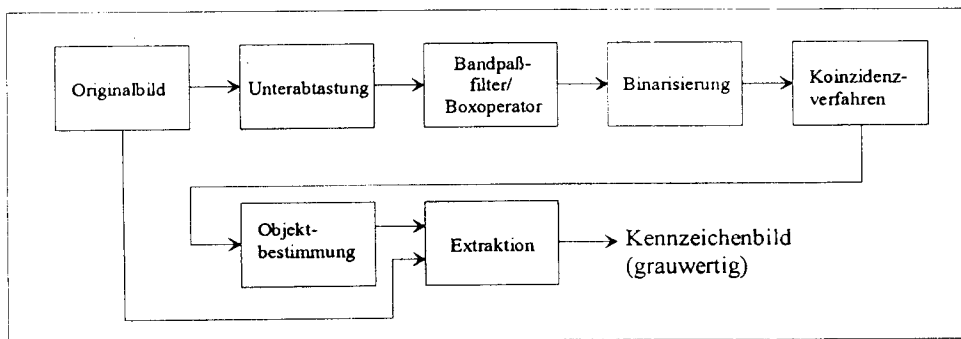 Originalbild
Unterabtastung
Bandpaß-
filter/
Boxoperator
Binarisierung
Koinzidenz-
verfahren
Objekt-
bestimmung
Extraktion
Kennzeichenbild
(grauwertig)